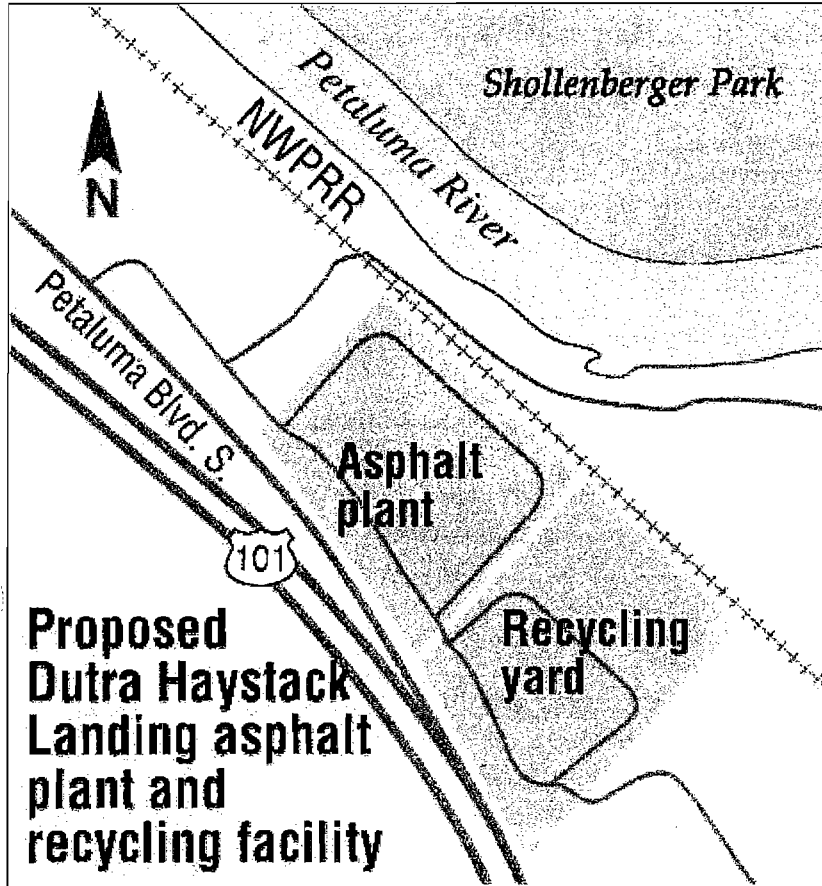 Shollenberger Park
Petaluma River
NWPRR
N
Petaluma Blvd. S.
Asphalt
plant
101
Recycling
yard
Proposed
Dutra Haystack
Landing asphalt
plant and
recycling facility